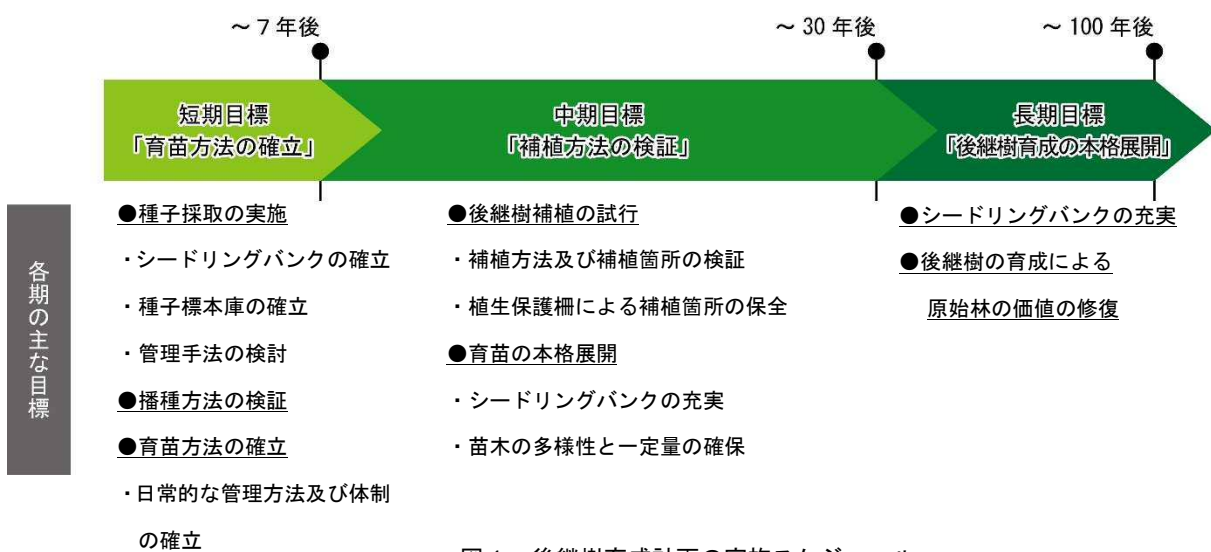 ～７年後
～ 30 年後
～ 100 年後
短期目標
「育苗方法の確立」
中期目標
「補植方法の検証」
長期目標
「後継樹育成の本格展開」
各期の主な目標
●種子採取の実施
・シードリングバンクの確立
・種子標本庫の確立
・管理手法の検討
●播種方法の検証
●育苗方法の確立
・日常的な管理方法及び体制
の確立
●後継樹補植の試行
・補植方法及び補植箇所の検証
・植生保護柵による補植箇所の保全
●育苗の本格展開
・シードリングバンクの充実
・苗木の多様性と一定量の確保
●シードリングバンクの充実
●後継樹の育成による
原始林の価値の修復